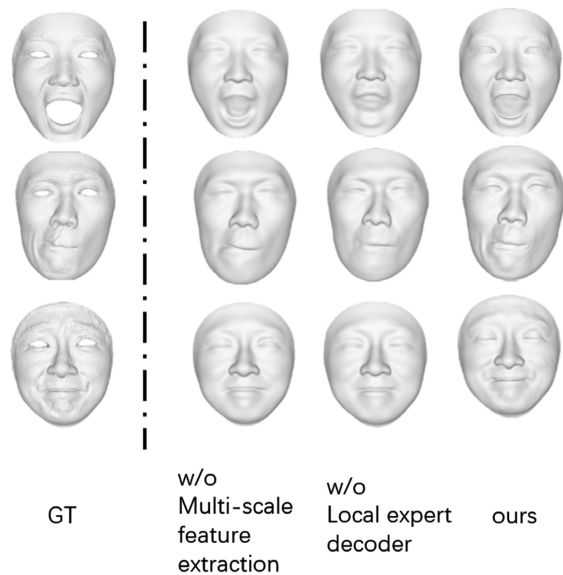 GT
w/o
Multi-scale
feature
extraction
w/o
Local expert
decoder
ours